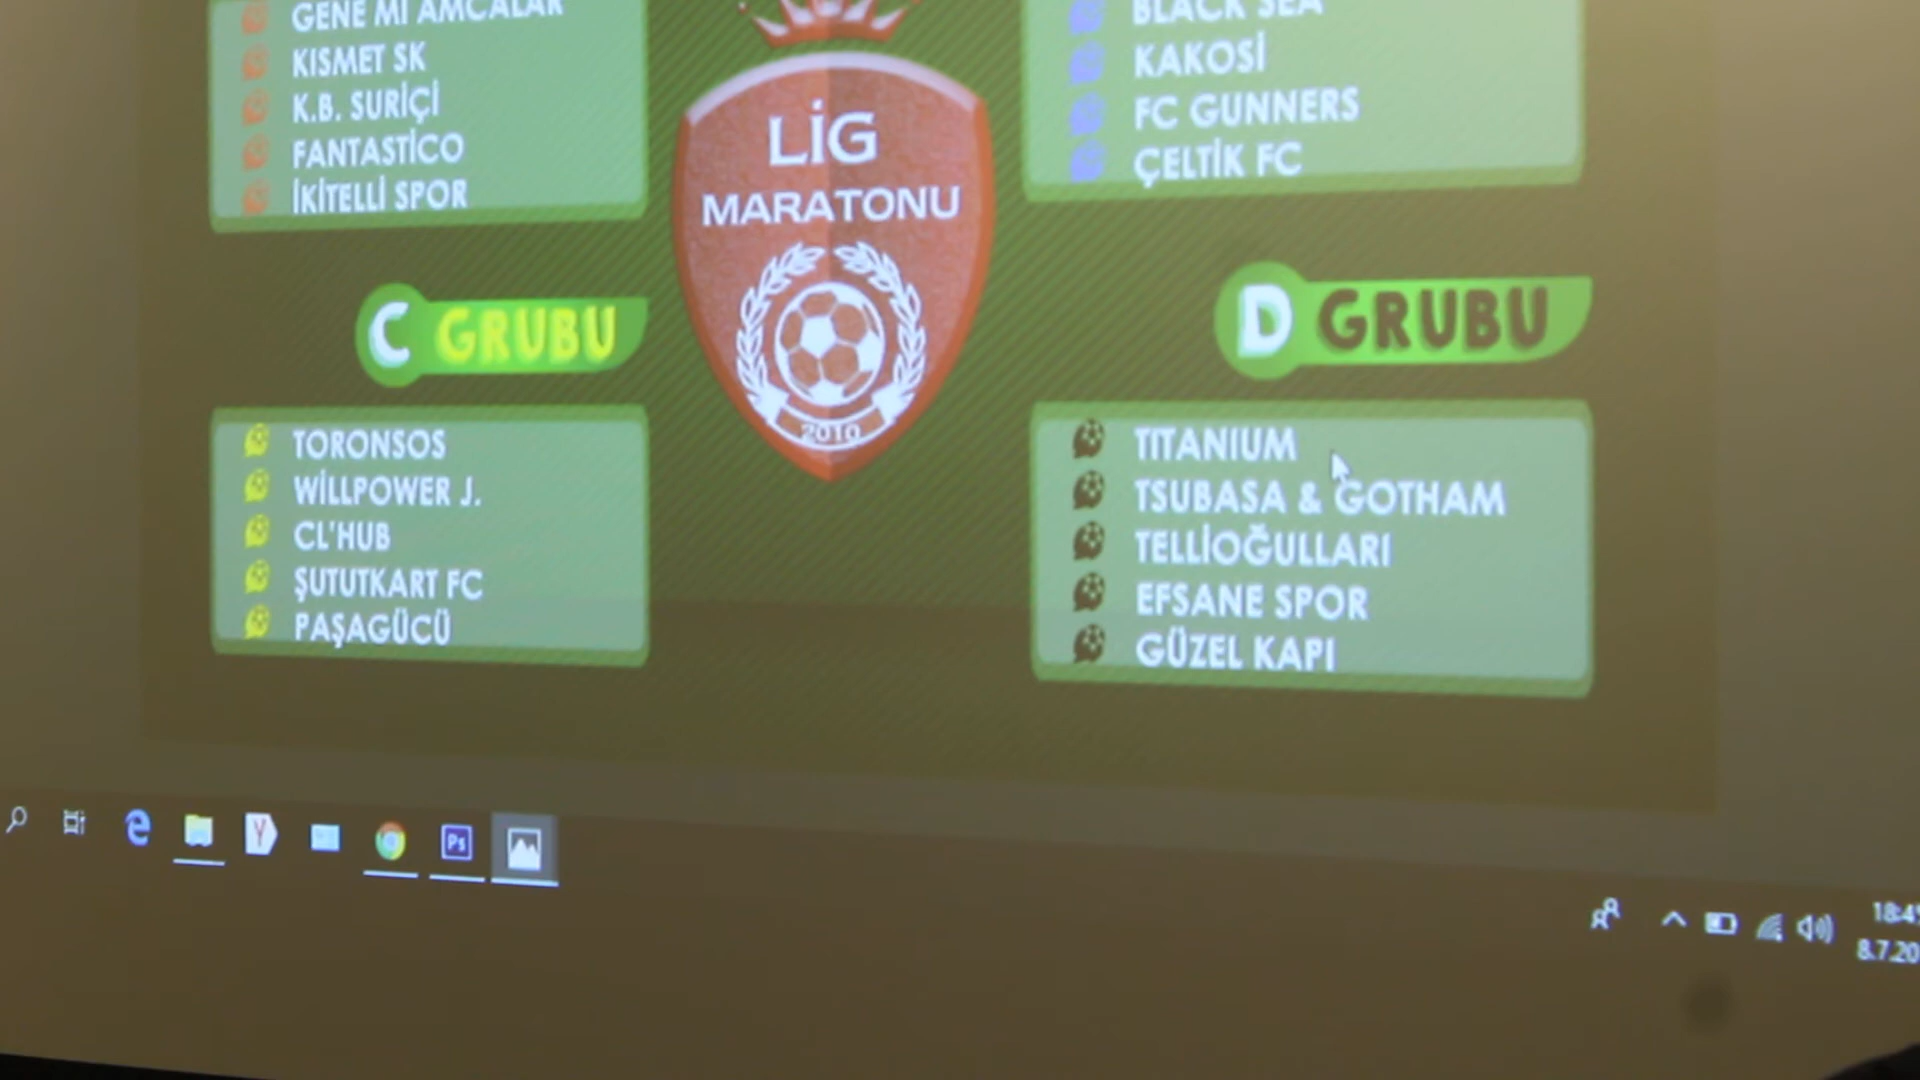 GENE Mİ AMCALAR
KISMET SK
K.B. SURİÇİ
FANTASTİCO
İKİTELLİ SPOR
LİG
MARATONU
2010
BLACK SEA
KAKOSİ
FC GUNNERS
ÇELTİK FC
C GRUBU
TORONSOS
WİLLPOWER J.
CL'HUB
ŞUTUTKART FC
PAŞAGÜCÜ
D GRUBU
TITANIUM
TSUBASA & GOTHAM
TELLİOĞULLARI
EFSANE SPOR
GÜZEL KAPI
Ps